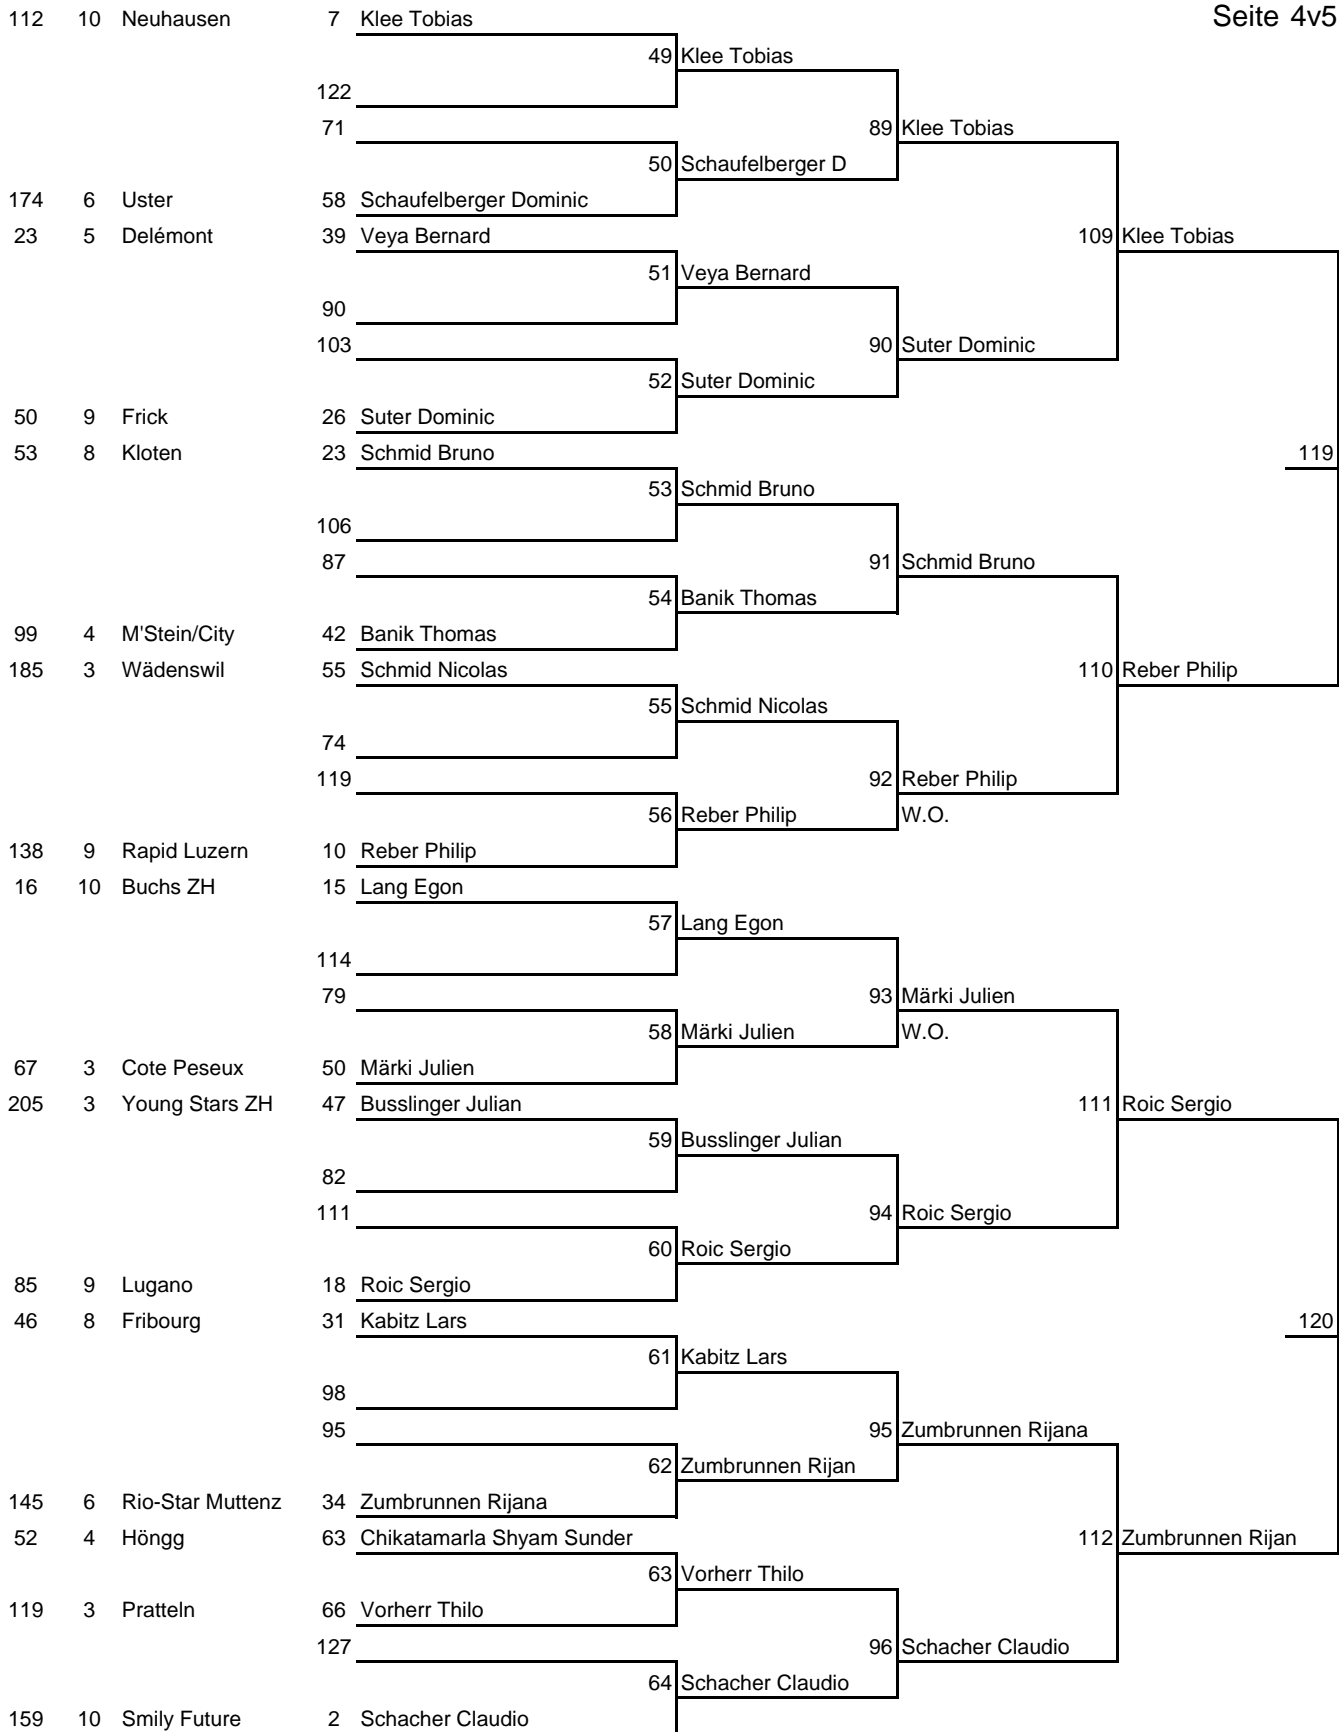 112 10 Neuhausen 7 Klee Tobias Seite 4v5
49 Klee Tobias
122
71 89 Klee Tobias
50 Schaufelberger D
174 6 Uster 58 Schaufelberger Dominic
23 5 Delémont 39 Veya Bernard 109 Klee Tobias
51 Veya Bernard
90
103 90 Suter Dominic
52 Suter Dominic
50 9 Frick 26 Suter Dominic
53 8 Kloten 23 Schmid Bruno 119
53 Schmid Bruno
106
87 91 Schmid Bruno
54 Banik Thomas
99 4 M'Stein/City 42 Banik Thomas
185 3 Wädenswil 55 Schmid Nicolas 110 Reber Philip
55 Schmid Nicolas
74
119 92 Reber Philip
56 Reber Philip W.O.
138 9 Rapid Luzern 10 Reber Philip
16 10 Buchs ZH 15 Lang Egon
57 Lang Egon
114
79 93 Märki Julien
58 Märki Julien W.O.
67 3 Cote Peseux 50 Märki Julien
205 3 Young Stars ZH 47 Busslinger Julian 111 Roic Sergio
59 Busslinger Julian
82
111 94 Roic Sergio
60 Roic Sergio
85 9 Lugano 18 Roic Sergio
46 8 Fribourg 31 Kabitz Lars 120
61 Kabitz Lars
98
95 95 Zumbrunnen Rijana
62 Zumbrunnen Rijan
145 6 Rio-Star Muttenz 34 Zumbrunnen Rijana
52 4 Höngg 63 Chikatamarla Shyam Sunder 112 Zumbrunnen Rijan
63 Vorherr Thilo
119 3 Pratteln 66 Vorherr Thilo
127 96 Schacher Claudio
64 Schacher Claudio
159 10 Smily Future 2 Schacher Claudio